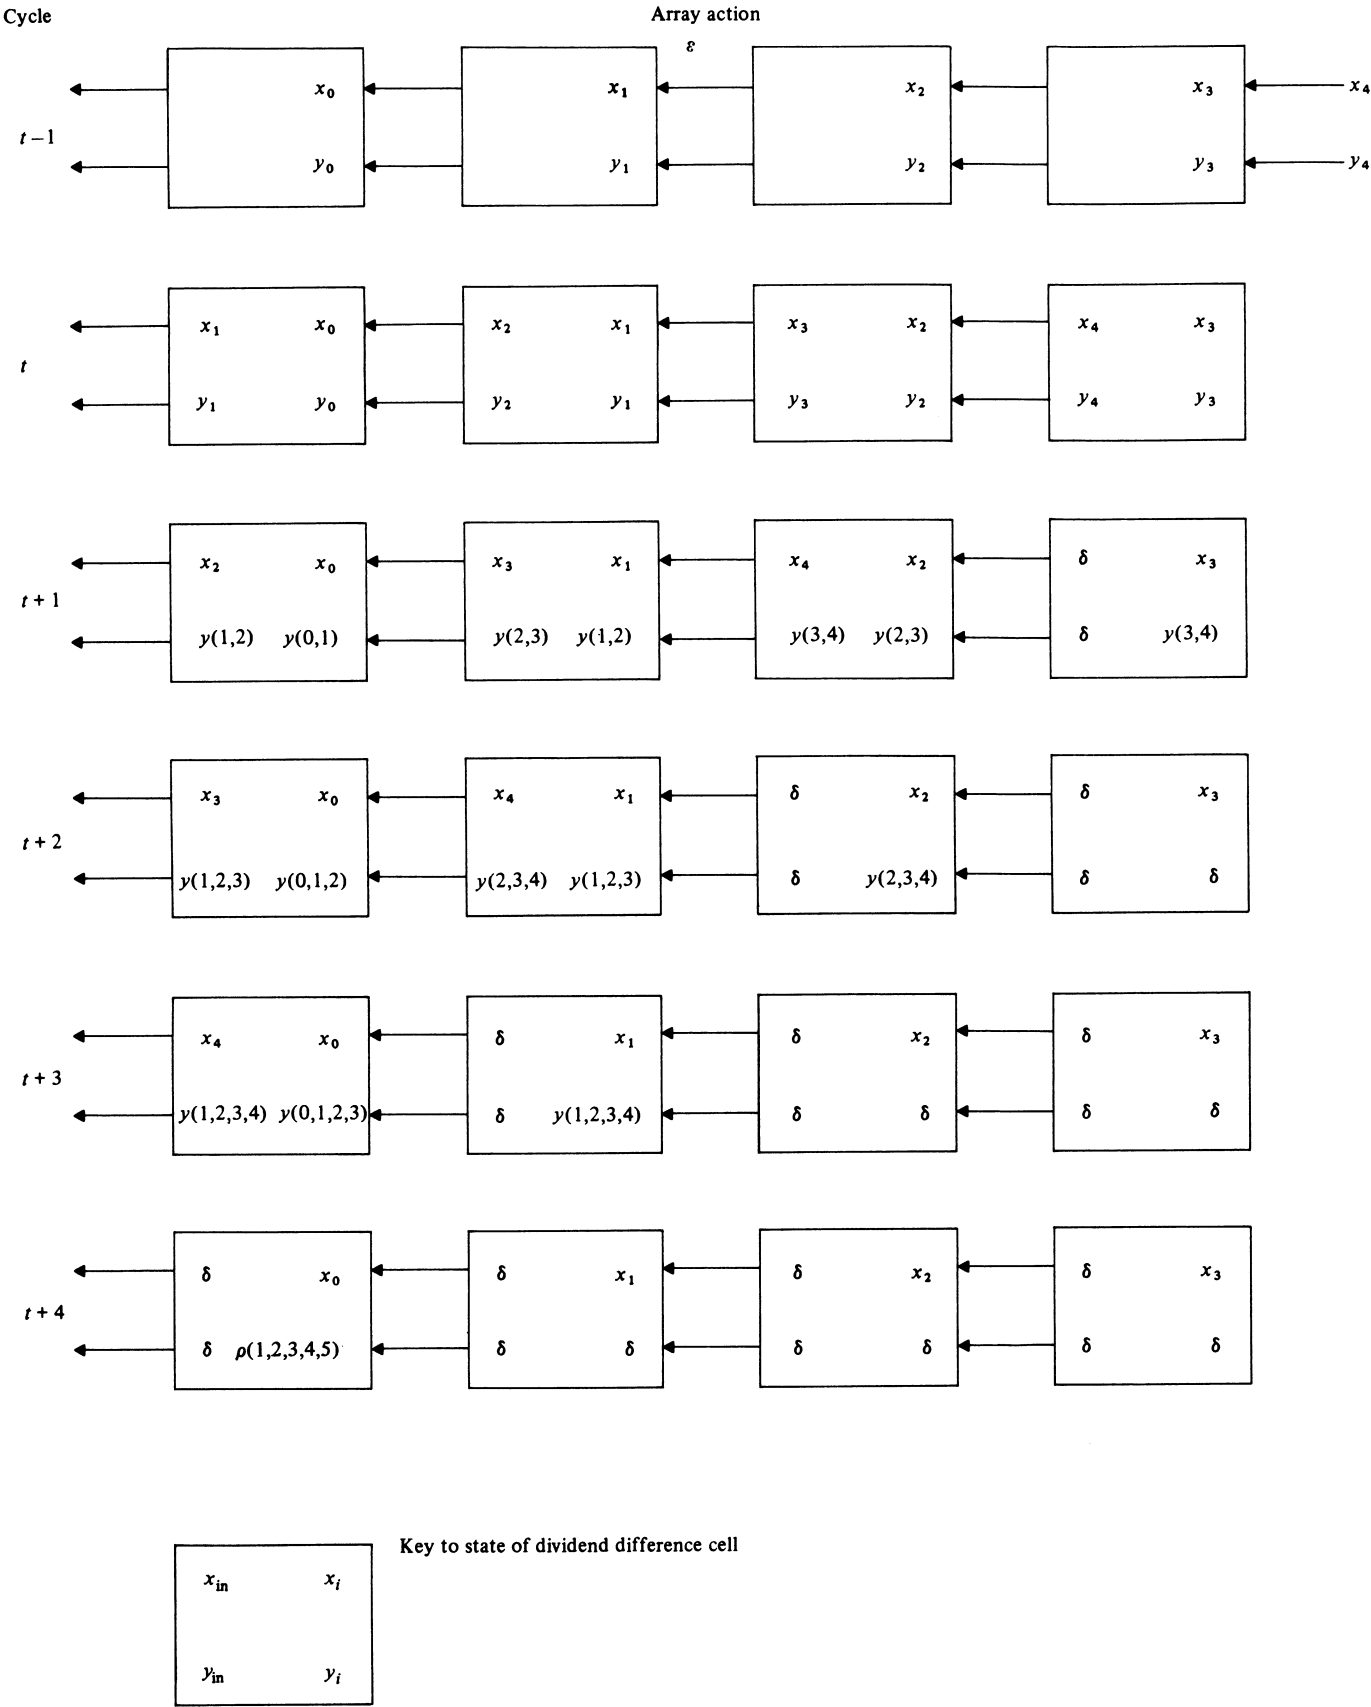 Cycle Array action
ε
x₀ x₁ x₂ x₃ x₄
t − 1
y₀ y₁ y₂ y₃ y₄
x₁ x₀ x₂ x₁ x₃ x₂ x₄ x₃
t
y₁ y₀ y₂ y₁ y₃ y₂ y₄ y₃
x₂ x₀ x₃ x₁ x₄ x₂ δ x₃
t + 1
y(1,2) y(0,1) y(2,3) y(1,2) y(3,4) y(2,3) δ y(3,4)
x₃ x₀ x₄ x₁ δ x₂ δ x₃
t + 2
y(1,2,3) y(0,1,2) y(2,3,4) y(1,2,3) δ y(2,3,4) δ δ
x₄ x₀ δ x₁ δ x₂ δ x₃
t + 3
y(1,2,3,4) y(0,1,2,3) δ y(1,2,3,4) δ δ δ δ
δ x₀ δ x₁ δ x₂ δ x₃
t + 4
δ ρ(1,2,3,4,5) δ δ δ δ δ δ
Key to state of dividend difference cell
x_in x_i
y_in y_i